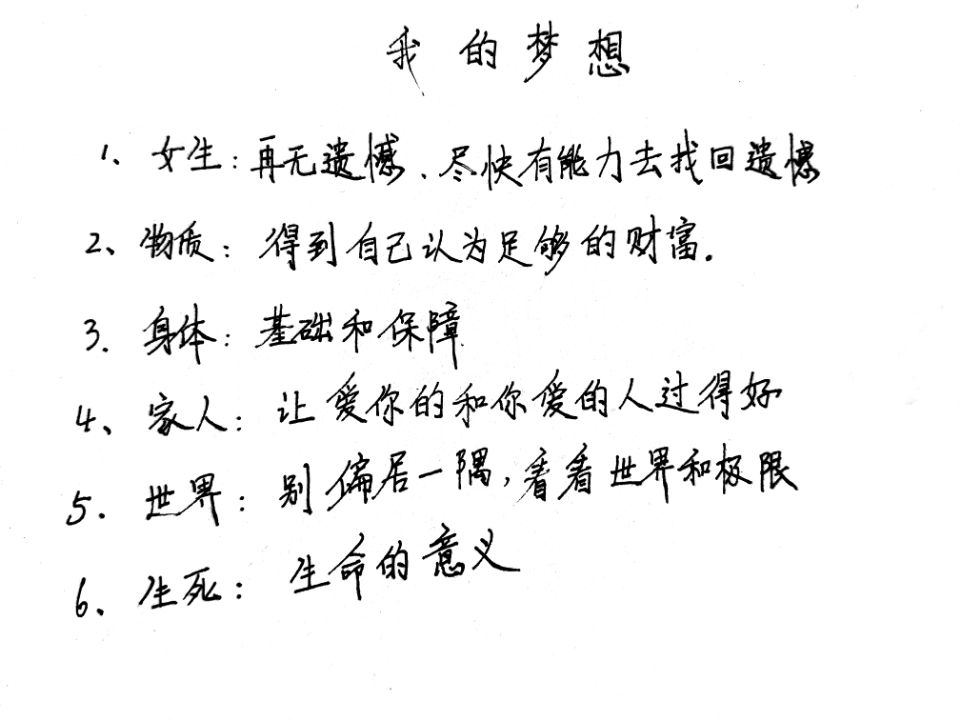 我的梦想
1、女生：再无遗憾、尽快有能力去找回遗憾
2、物质：得到自己认为足够的财富.
3. 身体：基础和保障
4、家人：让爱你的和你爱的人过得好
5. 世界：别偏居一隅,看看世界和极限
6、生死：生命的意义